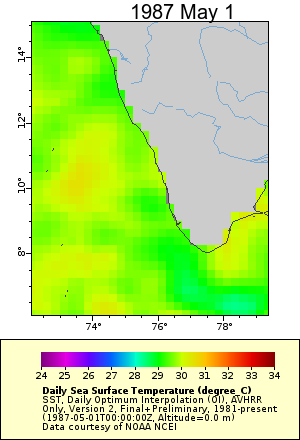 1987 May 1
14°
12°
10°
8°
74°
76°
78°
24 25 26 27 28 29 30 31 32 33 34
Daily Sea Surface Temperature (degree_C)
SST, Daily Optimum Interpolation (OI), AVHRR
Only, Version 2, Final+Preliminary, 1981-present
(1987-05-01T00:00:00Z, Altitude=0.0 m)
Data courtesy of NOAA NCEI